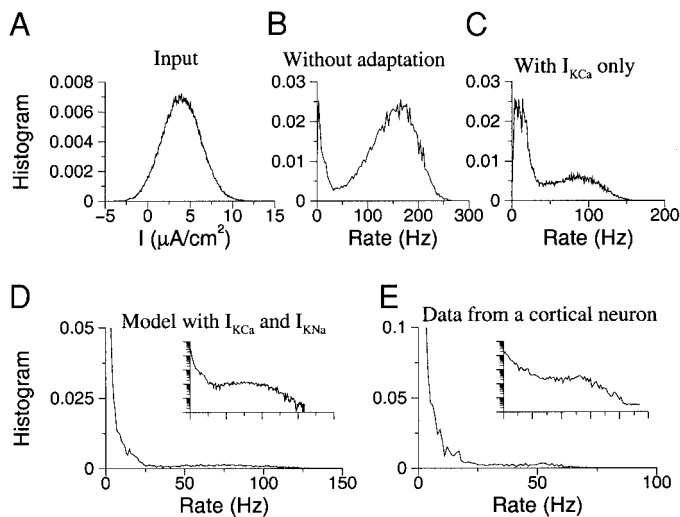 A
Input
Histogram
0.008
0.006
0.004
0.002
0
−5
0
5
10
15
I (μA/cm²)
B
Without adaptation
0.03
0.02
0.01
0
0
100
200
300
Rate (Hz)
C
With I_KCa only
0.03
0.02
0.01
0
0
100
200
Rate (Hz)
D
Model with I_KCa and I_KNa
Histogram
0.05
0.025
0
0
50
100
150
Rate (Hz)
E
Data from a cortical neuron
0.1
0.05
0
0
50
100
Rate (Hz)